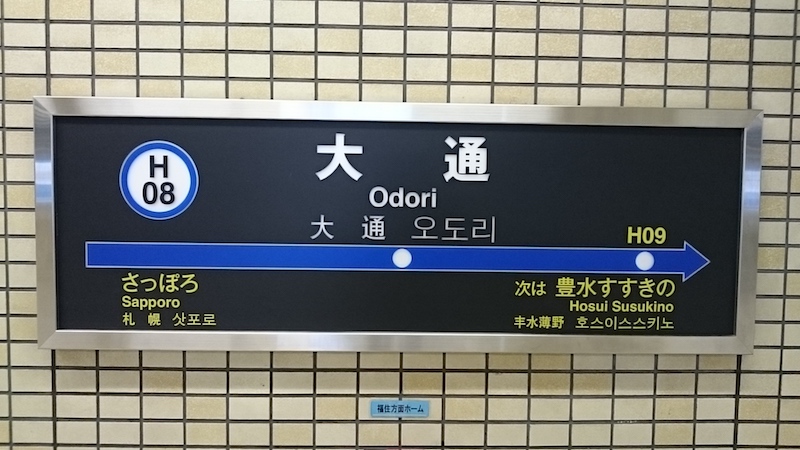 H
08
大 通
Odori
大 通 오도리
H09
さっぽろ
Sapporo
札 幌 삿포로
次は 豊水すすきの
Hosui Susukino
丰水薄野 호스이스스키노
福住方面ホーム